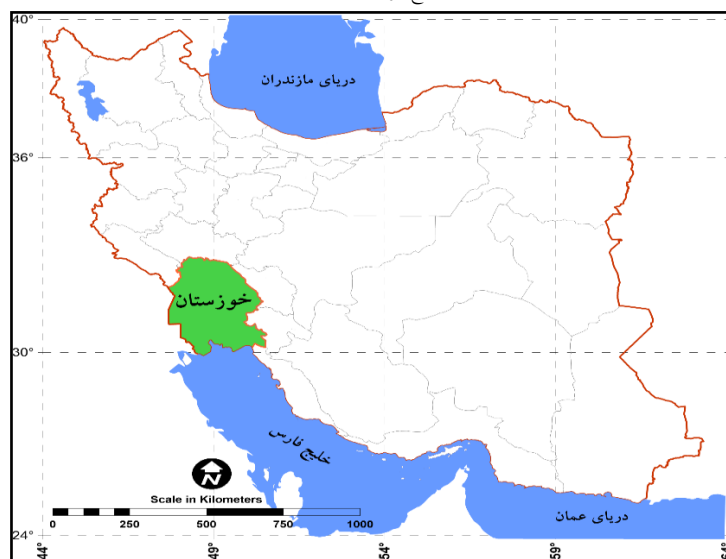 40°
دریای مازندران
36°
خوزستان
30°
خلیج فارس
N
Scale in Kilometers
0 250 500 750 1000
دریای عمان
24°
44° 49° 54° 59°